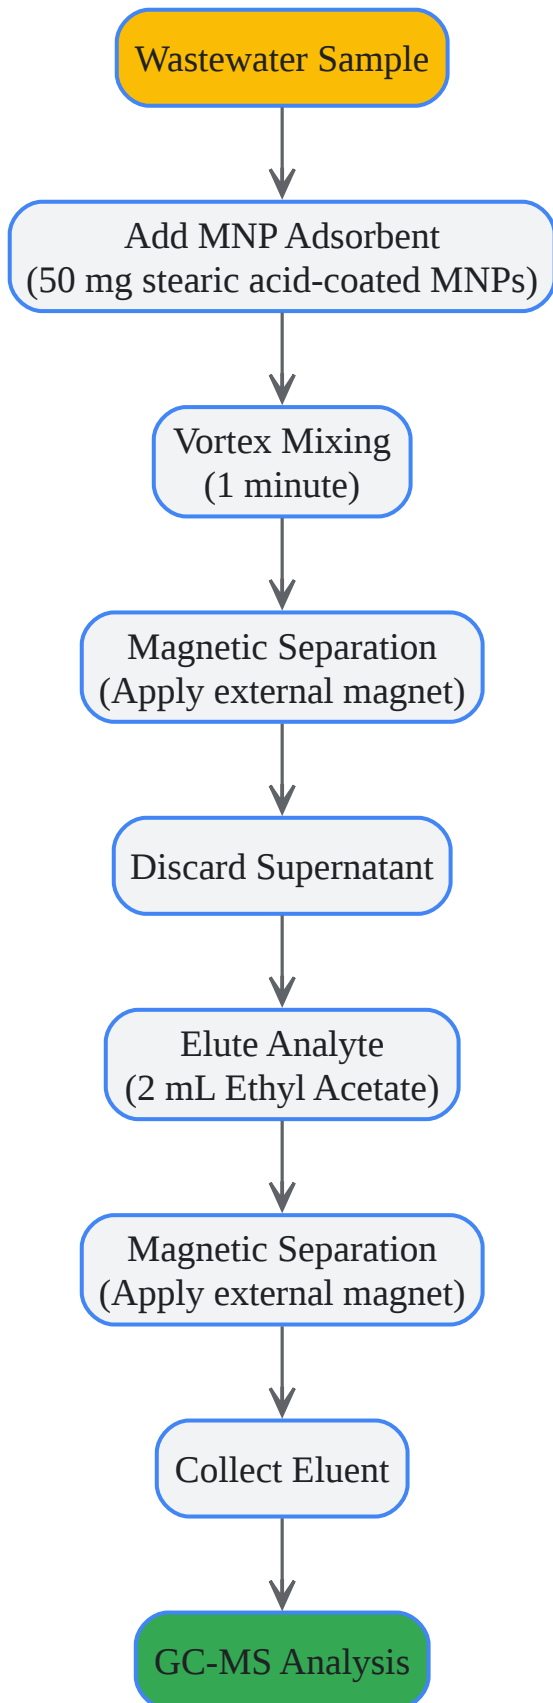 Wastewater Sample
Add MNP Adsorbent
(50 mg stearic acid-coated MNPs)
Vortex Mixing
(1 minute)
Magnetic Separation
(Apply external magnet)
Discard Supernatant
Elute Analyte
(2 mL Ethyl Acetate)
Magnetic Separation
(Apply external magnet)
Collect Eluent
GC-MS Analysis